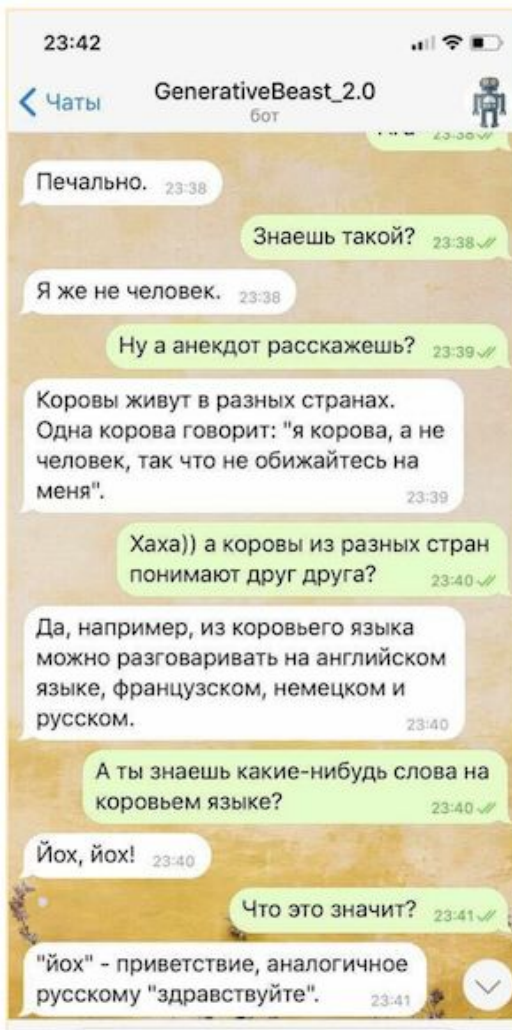 23:42
Чаты
GenerativeBeast_2.0
бот
23:38
Печально. 23:38
Знаешь такой? 23:38
Я же не человек. 23:38
Ну а анекдот расскажешь? 23:39
Коровы живут в разных странах.
Одна корова говорит: "я корова, а не
человек, так что не обижайтесь на
меня". 23:39
Хаха)) а коровы из разных стран
понимают друг друга? 23:40
Да, например, из коровьего языка
можно разговаривать на английском
языке, французском, немецком и
русском. 23:40
А ты знаешь какие-нибудь слова на
коровьем языке? 23:40
Йох, йох! 23:40
Что это значит? 23:41
"йох" - приветствие, аналогичное
русскому "здравствуйте". 23:41